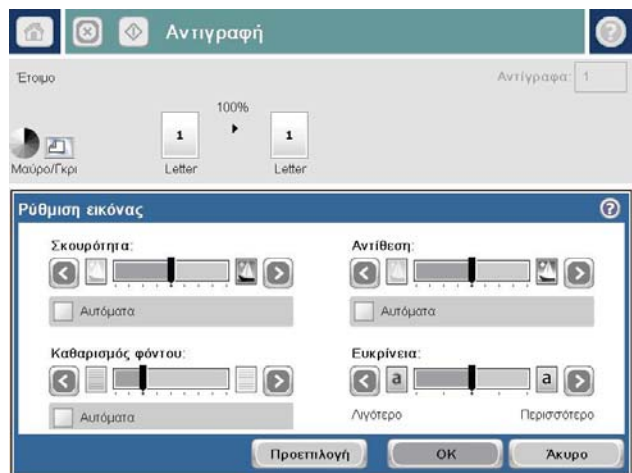 Αντιγραφή
Έτοιμο
Αντίγραφα: 1
100%
1 1
Μαύρο/Γκρι Letter Letter
Ρύθμιση εικόνας
Σκουρότητα: Αντίθεση:
Αυτόματα Αυτόματα
Καθαρισμός φόντου: Ευκρίνεια:
a a
Αυτόματα Λιγότερο Περισσότερο
Προεπιλογή OK Άκυρο